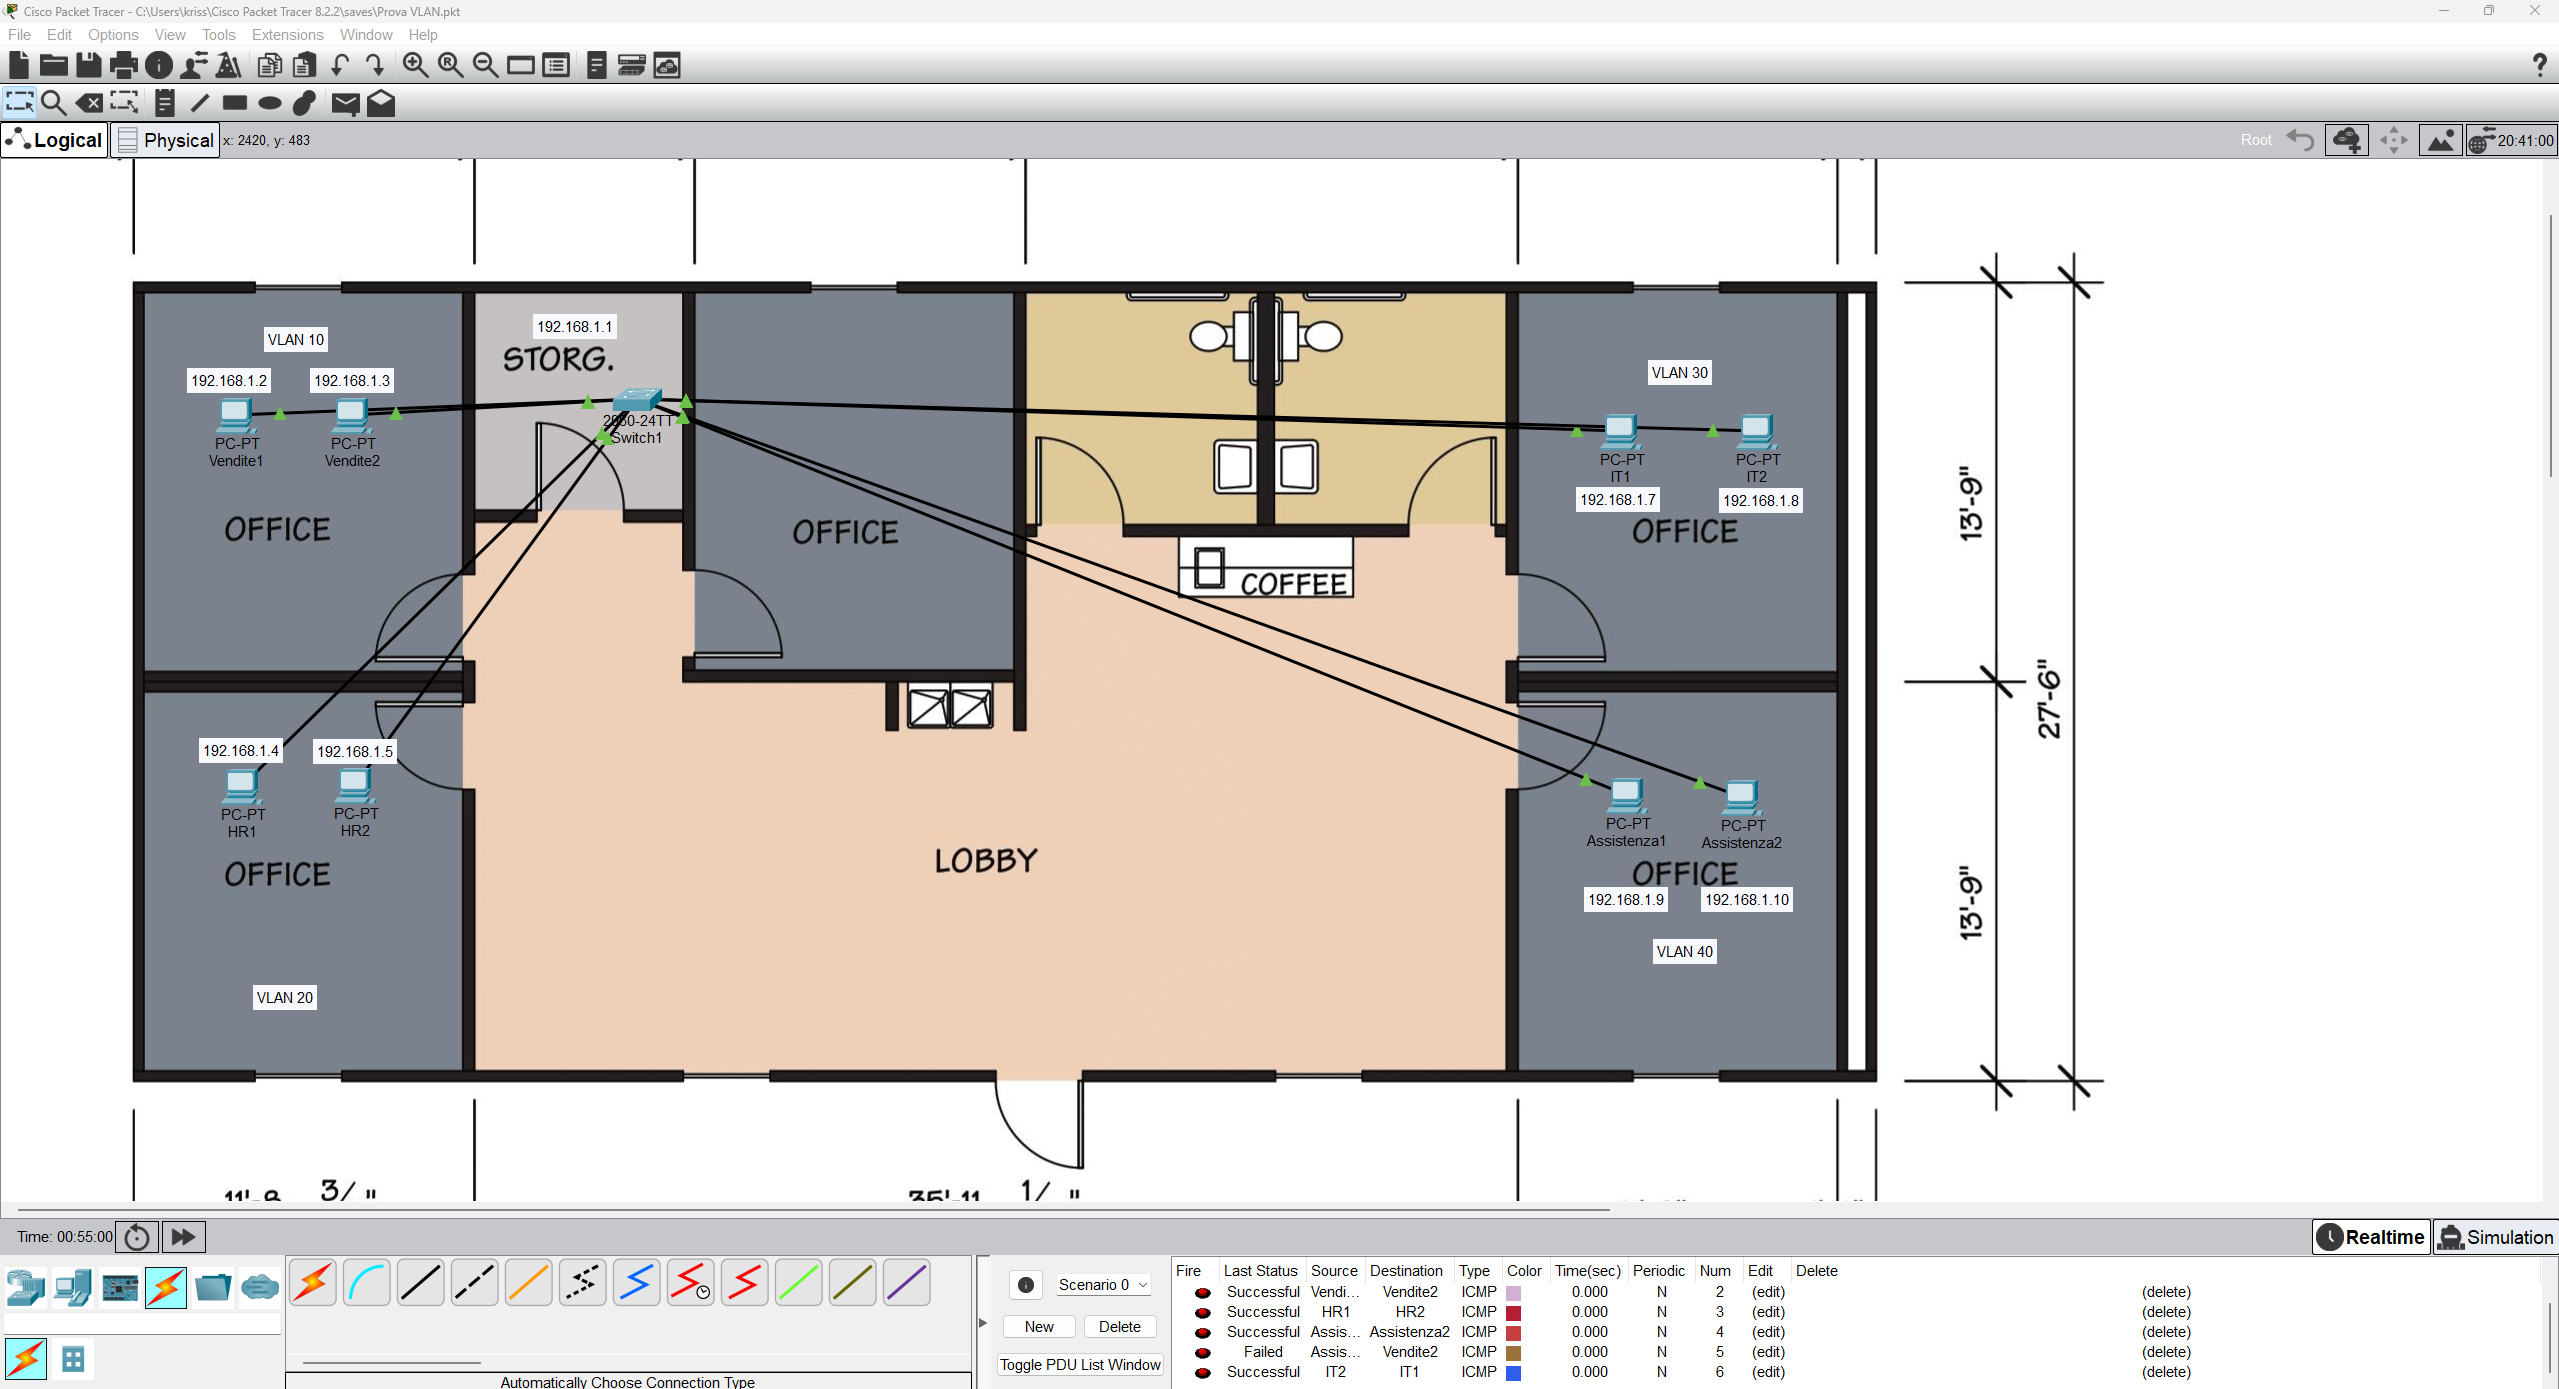 Cisco Packet Tracer - C:\Users\kriss\Cisco Packet Tracer 8.2.2\saves\Prova VLAN.pkt
File Edit Options View Tools Extensions Window Help
Logical Physical x: 2420, y: 483 Root 20:41:00
VLAN 10
192.168.1.2 192.168.1.3
PC-PT PC-PT
Vendite1 Vendite2
OFFICE
192.168.1.1
STORG.
2960-24TT
Switch1
OFFICE
COFFEE
VLAN 30
PC-PT PC-PT
IT1 IT2
192.168.1.7 192.168.1.8
OFFICE
13'-9"
27'-6"
13'-9"
192.168.1.4 192.168.1.5
PC-PT PC-PT
HR1 HR2
OFFICE
VLAN 20
LOBBY
PC-PT PC-PT
Assistenza1 Assistenza2
OFFICE
192.168.1.9 192.168.1.10
VLAN 40
Time: 00:55:00 Realtime Simulation
Scenario 0
New Delete
Toggle PDU List Window
Automatically Choose Connection Type
Fire Last Status Source Destination Type Color Time(sec) Periodic Num Edit Delete
Successful Vendi... Vendite2 ICMP 0.000 N 2 (edit) (delete)
Successful HR1 HR2 ICMP 0.000 N 3 (edit) (delete)
Successful Assis... Assistenza2 ICMP 0.000 N 4 (edit) (delete)
Failed Assis... Vendite2 ICMP 0.000 N 5 (edit) (delete)
Successful IT2 IT1 ICMP 0.000 N 6 (edit) (delete)